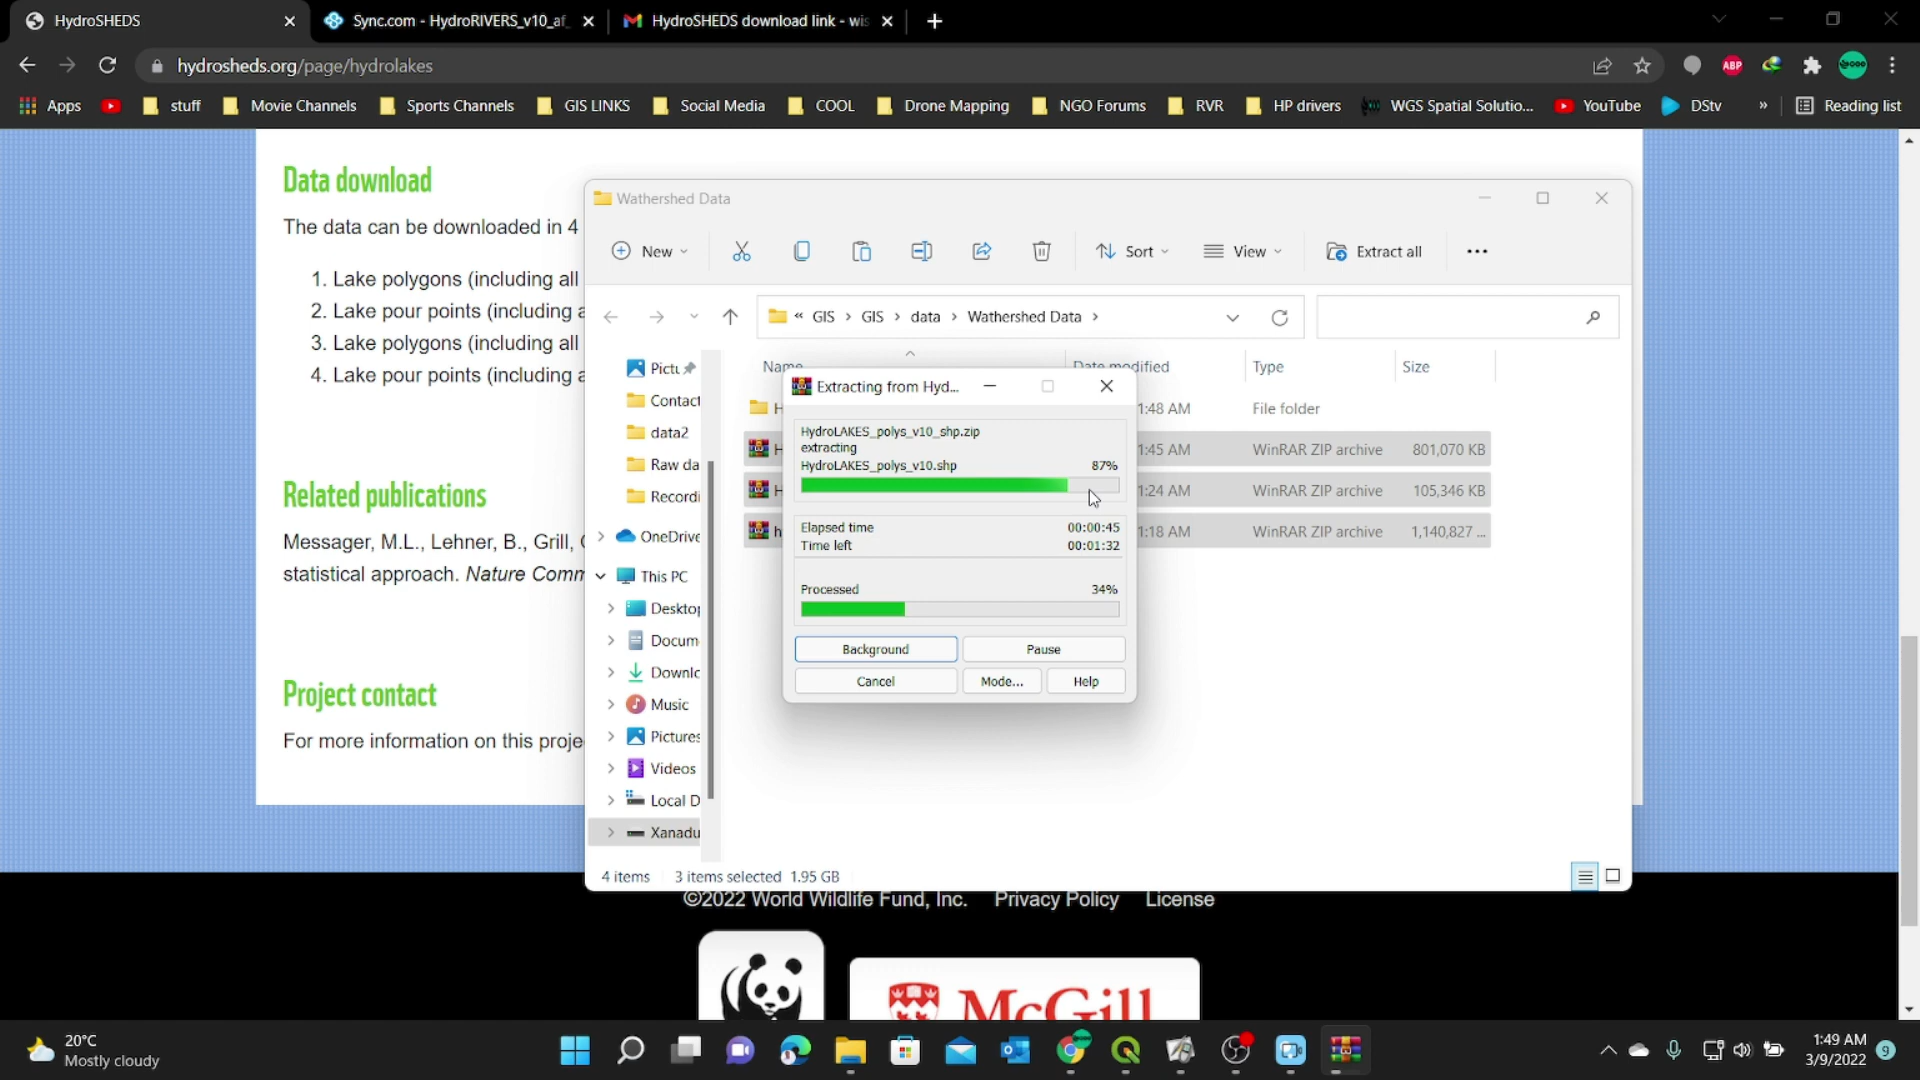 HydroSHEDS
Sync.com - HydroRIVERS_v10_af
HydroSHEDS download link - wis
hydrosheds.org/page/hydrolakes
ABP
Apps
stuff
Movie Channels
Sports Channels
GIS LINKS
Social Media
COOL
Drone Mapping
NGO Forums
RVR
HP drivers
WGS Spatial Solutio...
YouTube
DStv
»
Reading list
Data download
The data can be downloaded in 4
1. Lake polygons (including all
2. Lake pour points (including a
3. Lake polygons (including all
4. Lake pour points (including a
Related publications
Messager, M.L., Lehner, B., Grill,
statistical approach. Nature Comm
Project contact
For more information on this proje
Wathershed Data
New
Sort
View
Extract all
« GIS > GIS > data > Wathershed Data >
Name
Date modified
Type
Size
Pictu
Contact
data2
Raw da
Recordi
OneDrive
This PC
Desktop
Docum
Downlo
Music
Pictures
Videos
Local D
Xanadu
1:48 AM
File folder
1:45 AM
WinRAR ZIP archive
801,070 KB
1:24 AM
WinRAR ZIP archive
105,346 KB
1:18 AM
WinRAR ZIP archive
1,140,827 ...
Extracting from Hyd...
HydroLAKES_polys_v10_shp.zip
extracting
HydroLAKES_polys_v10.shp
87%
Elapsed time
00:00:45
Time left
00:01:32
Processed
34%
Background
Pause
Cancel
Mode...
Help
4 items
3 items selected 1.95 GB
©2022 World Wildlife Fund, Inc.
Privacy Policy
License
McGill
20°C
Mostly cloudy
1:49 AM
3/9/2022
9